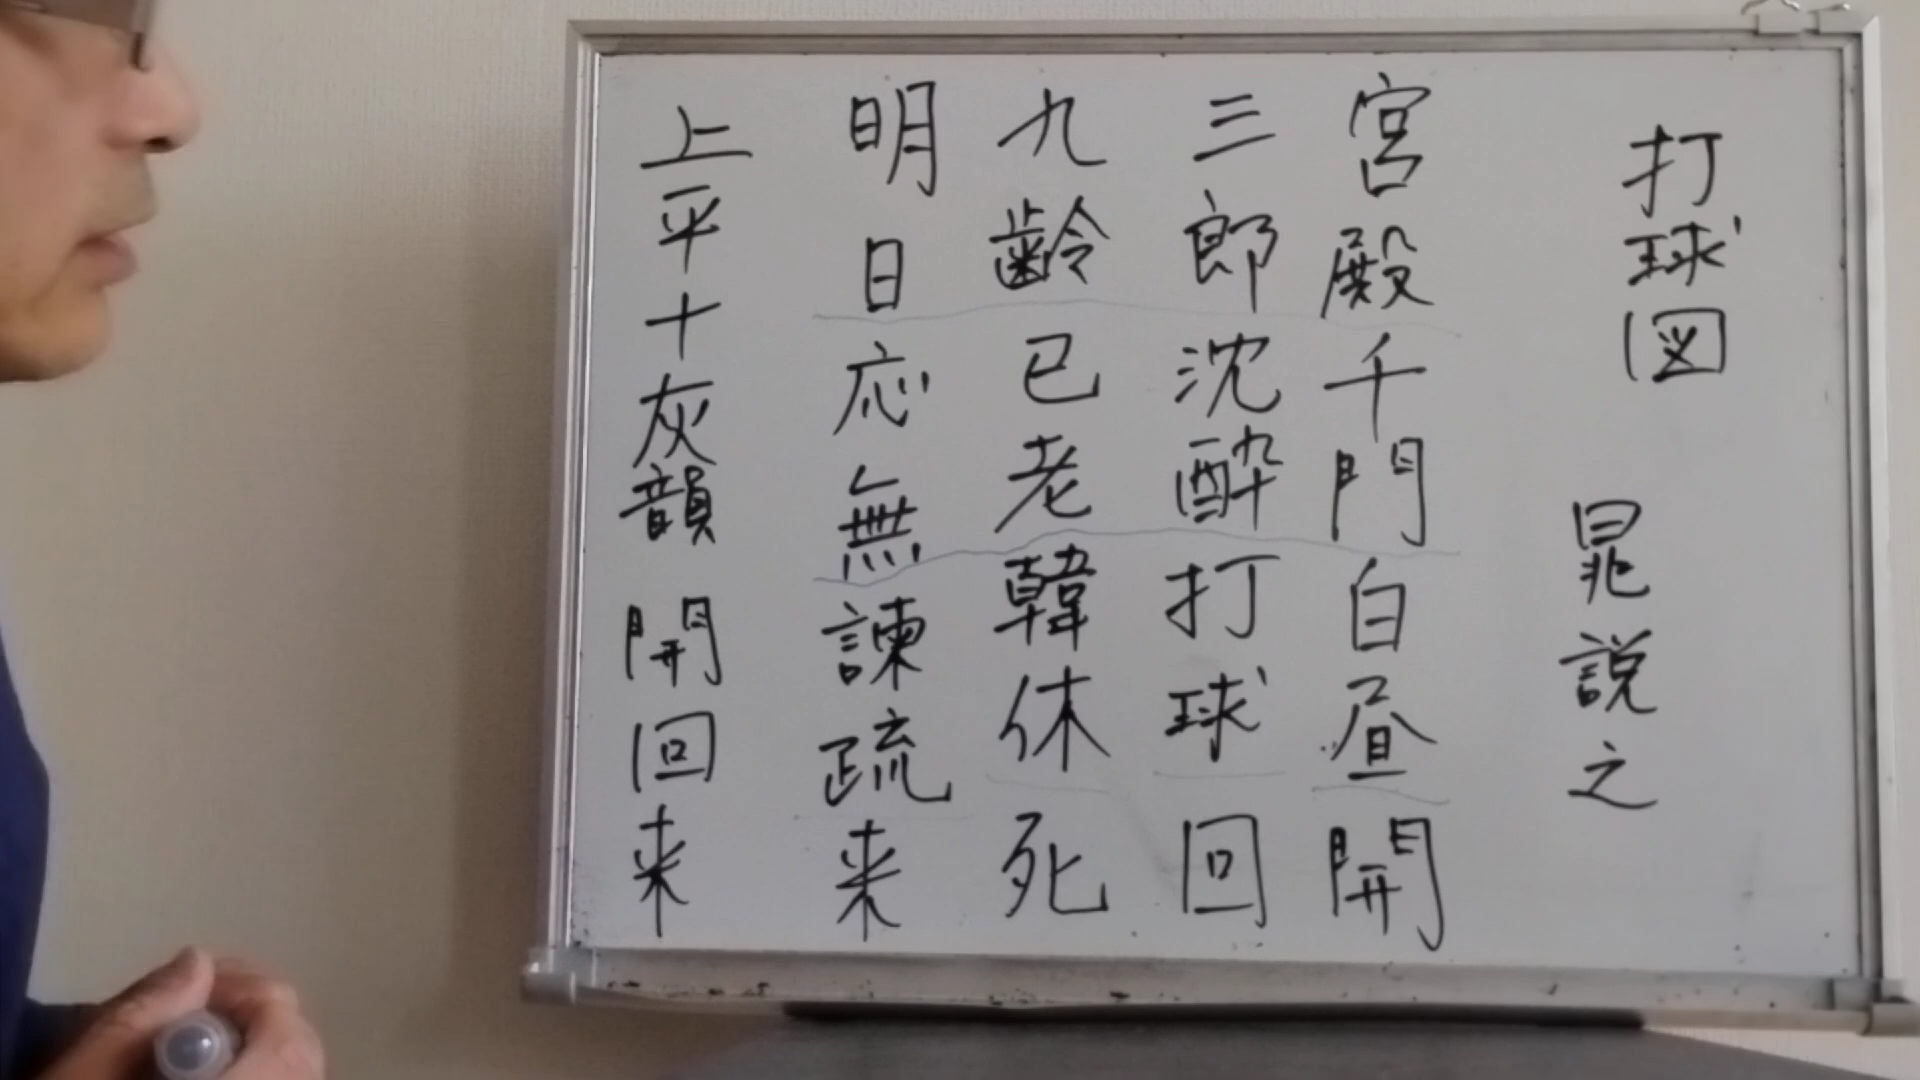 打球図 晁説之
宮殿千門白昼開
三郎沈酔打球回
九齢已老韓休死
明日応無諫疏来
上平十灰韻 開回来